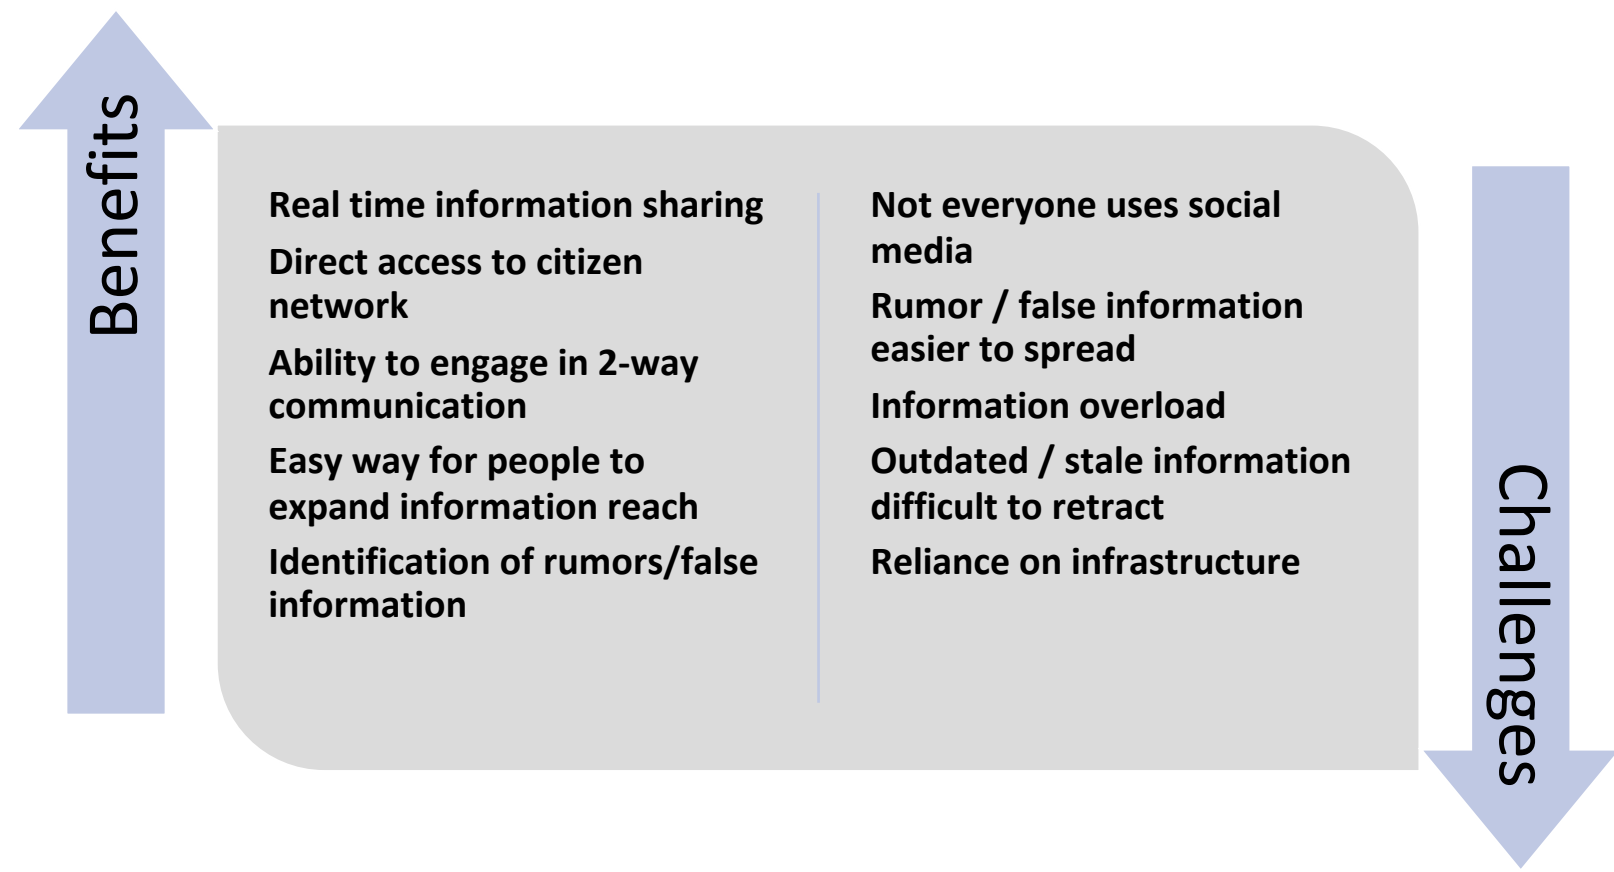 Benefits
Real time information sharing
Direct access to citizen
network
Ability to engage in 2-way
communication
Easy way for people to
expand information reach
Identification of rumors/false
information
Not everyone uses social
media
Rumor / false information
easier to spread
Information overload
Outdated / stale information
difficult to retract
Reliance on infrastructure
Challenges